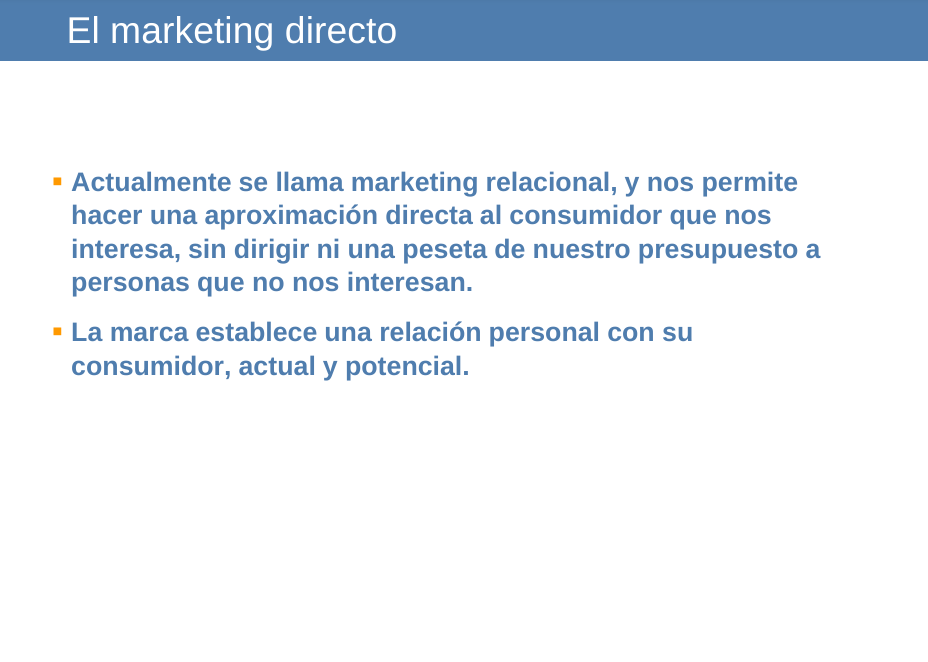 El marketing directo
▪ Actualmente se llama marketing relacional, y nos permite
hacer una aproximación directa al consumidor que nos
interesa, sin dirigir ni una peseta de nuestro presupuesto a
personas que no nos interesan.
▪ La marca establece una relación personal con su
consumidor, actual y potencial.